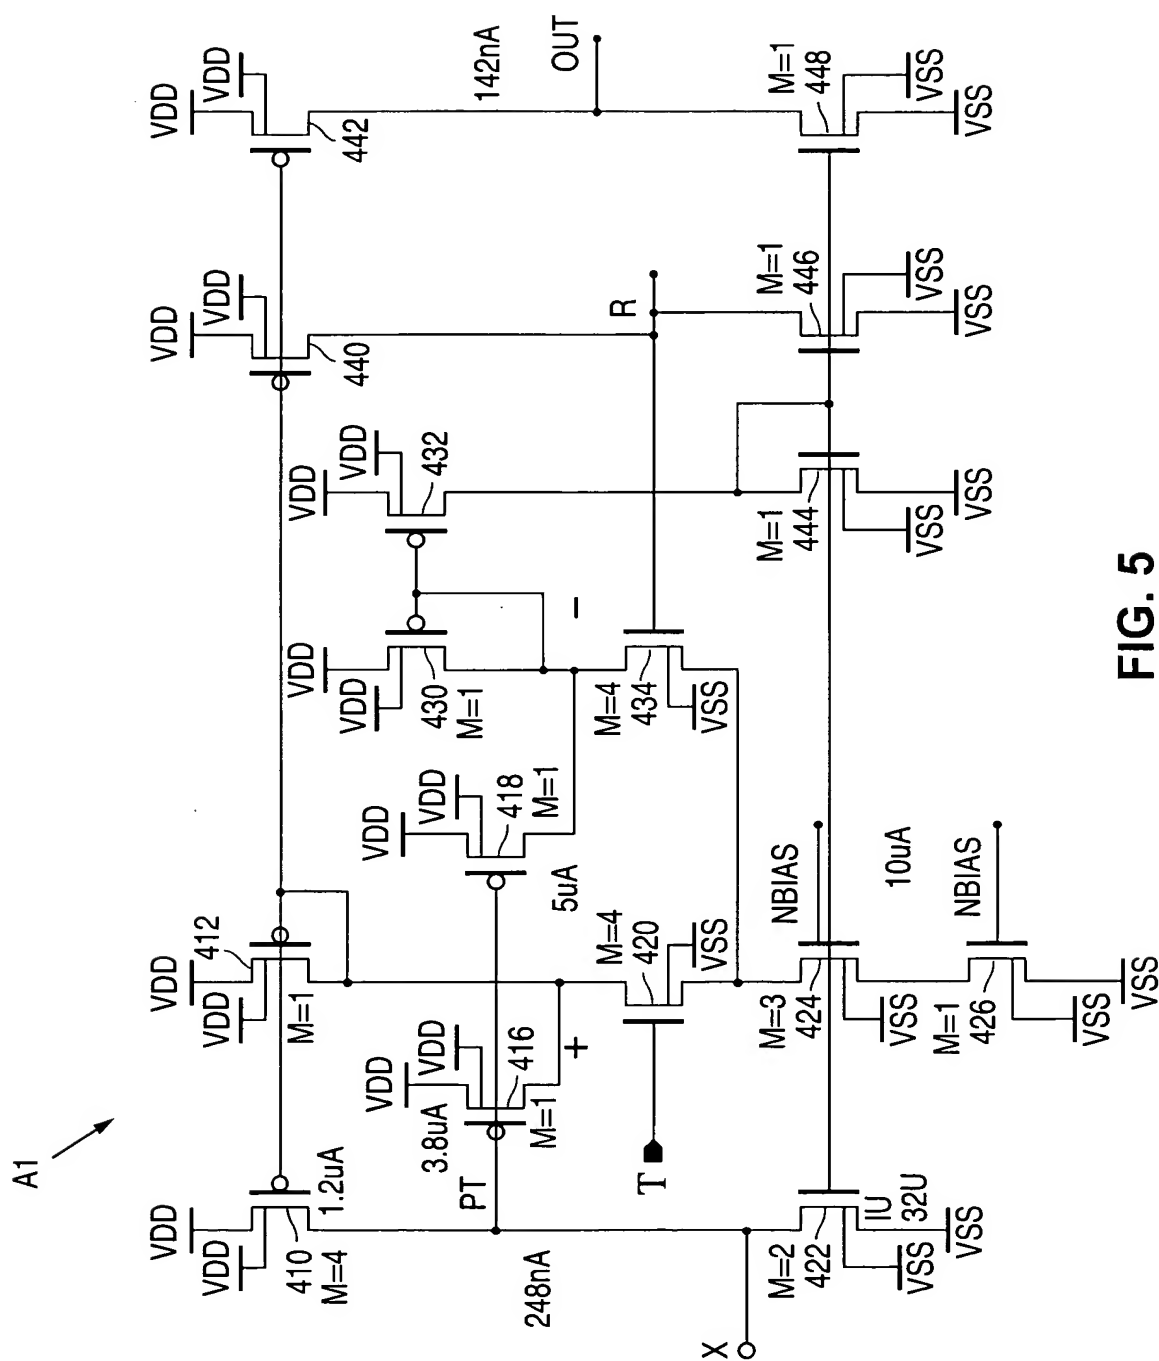 A1
VDD
VDD
410
M=4
1.2uA
VDD
VDD
412
M=1
VDD
VDD
440
VDD
VDD
442
142nA
OUT
VDD
VDD
430
M=1
VDD
VDD
432
VDD
VDD
416
M=1
3.8uA
PT
+
VDD
VDD
418
M=1
5uA
−
248nA
T
M=4
420
VSS
M=4
434
VSS
R
X
M=2
422
IU
32U
VSS
VSS
M=3
424
NBIAS
VSS
10uA
M=1
426
NBIAS
VSS
VSS
M=1
444
VSS
VSS
M=1
446
VSS
VSS
M=1
448
VSS
VSS
FIG. 5